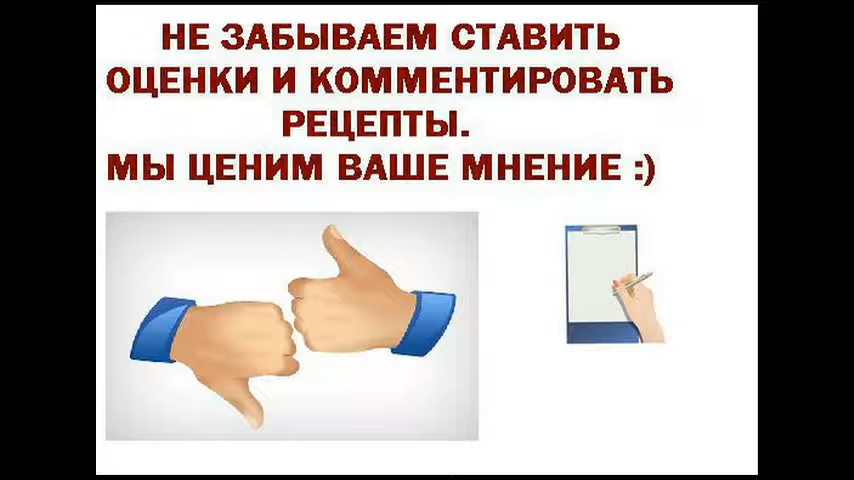 НЕ ЗАБЫВАЕМ СТАВИТЬ
ОЦЕНКИ И КОММЕНТИРОВАТЬ
РЕЦЕПТЫ.
МЫ ЦЕНИМ ВАШЕ МНЕНИЕ :)